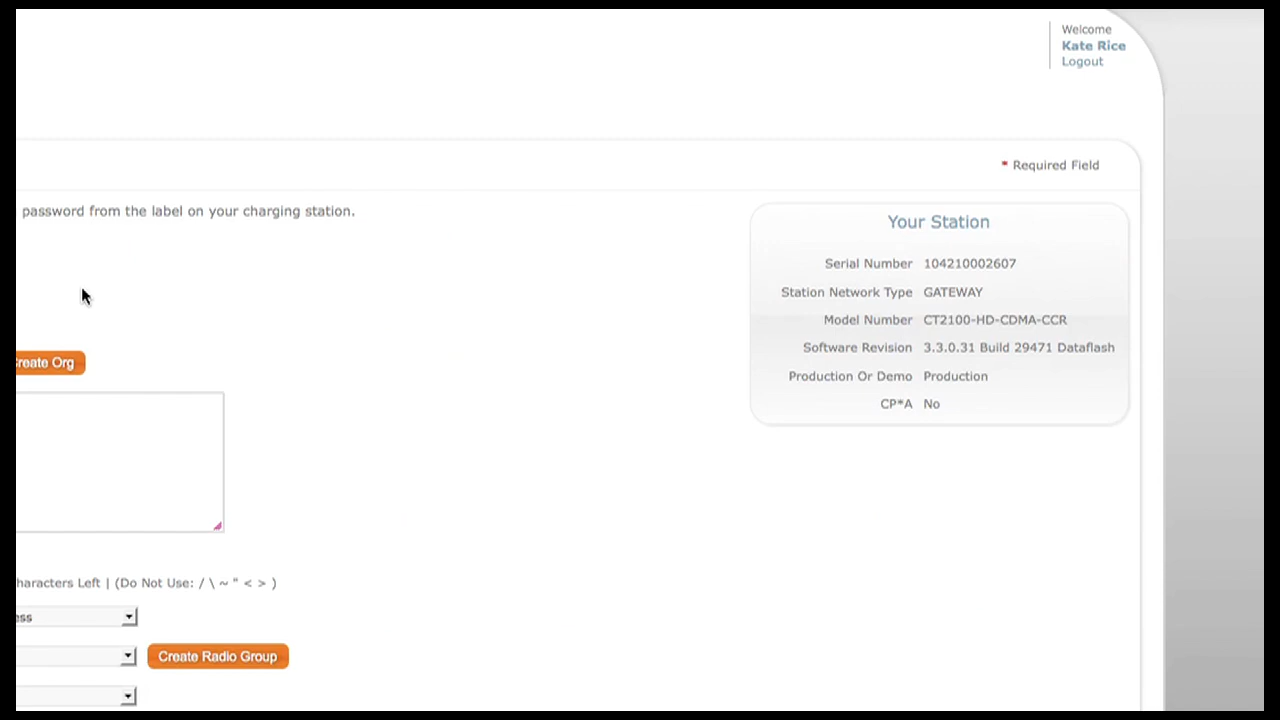 Welcome
Kate Rice
Logout
* Required Field
password from the label on your charging station.
Your Station
Serial Number 104210002607
Station Network Type GATEWAY
Model Number CT2100-HD-CDMA-CCR
Software Revision 3.3.0.31 Build 29471 Dataflash
Production Or Demo Production
CP*A No
reate Org
haracters Left | (Do Not Use: / \ ~ " < > )
ess
Create Radio Group